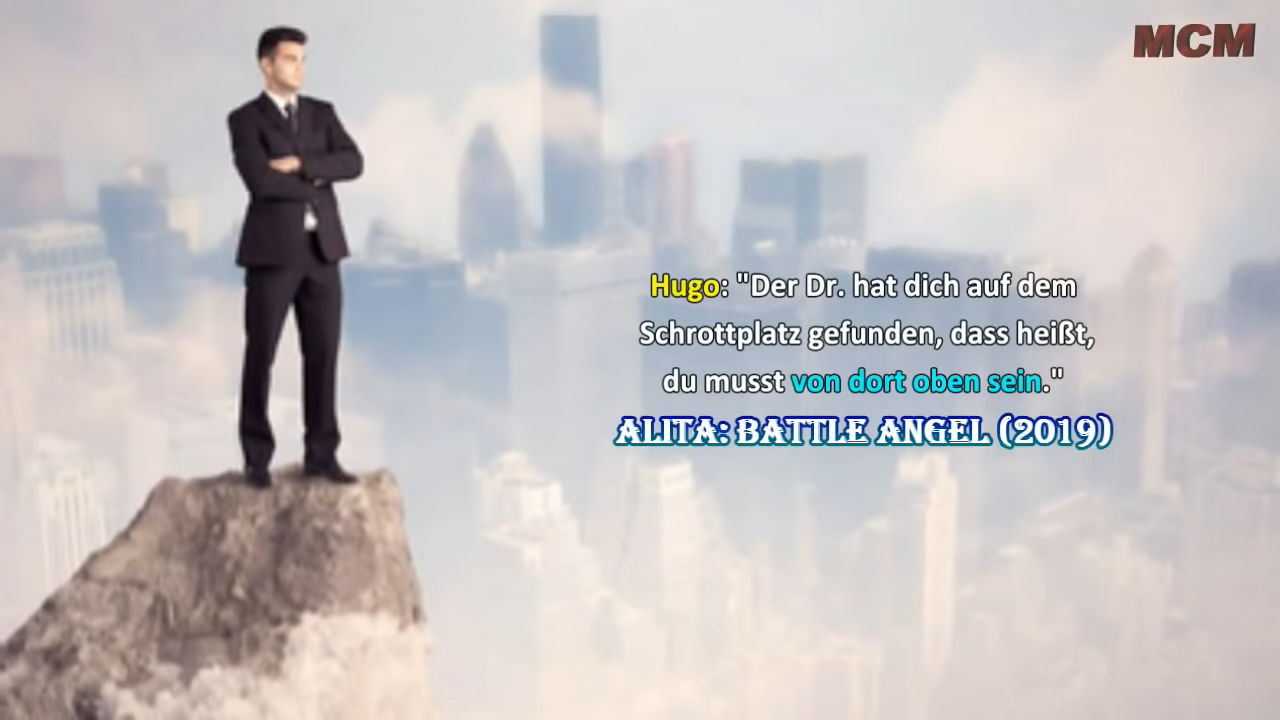 MCM
Hugo: "Der Dr. hat dich auf dem
Schrottplatz gefunden, dass heißt,
du musst von dort oben sein."
ALITA: BATTLE ANGEL (2019)